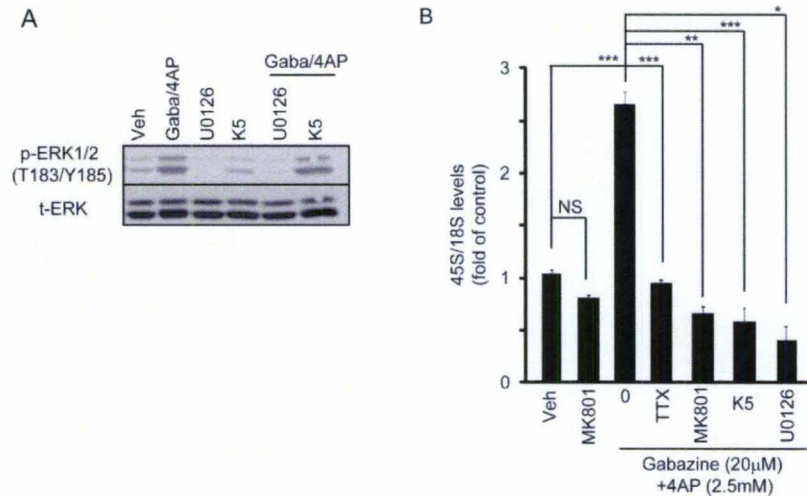 A
Gaba/4AP
Veh
Gaba/4AP
U0126
K5
U0126
K5
p-ERK1/2
(T183/Y185)
t-ERK
B
*
***
**
*** ***
NS
45S/18S levels
(fold of control)
3
2
1
0
Veh
MK801
0
TTX
MK801
K5
U0126
Gabazine (20µM)
+4AP (2.5mM)